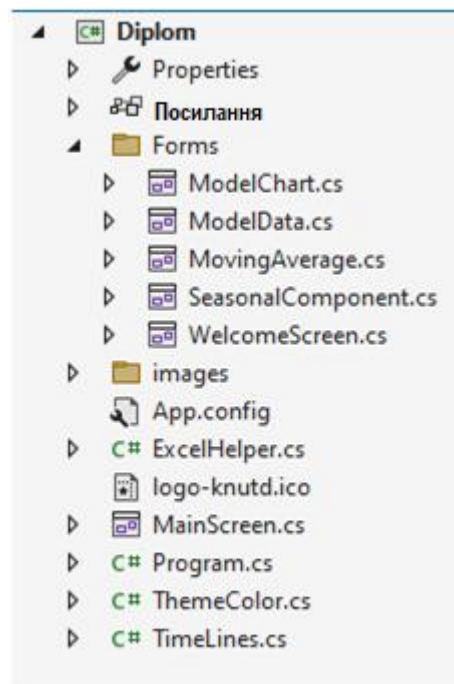 C# Diplom
Properties
Посилання
Forms
ModelChart.cs
ModelData.cs
MovingAverage.cs
SeasonalComponent.cs
WelcomeScreen.cs
images
App.config
C# ExcelHelper.cs
logo-knutd.ico
MainScreen.cs
C# Program.cs
C# ThemeColor.cs
C# TimeLines.cs